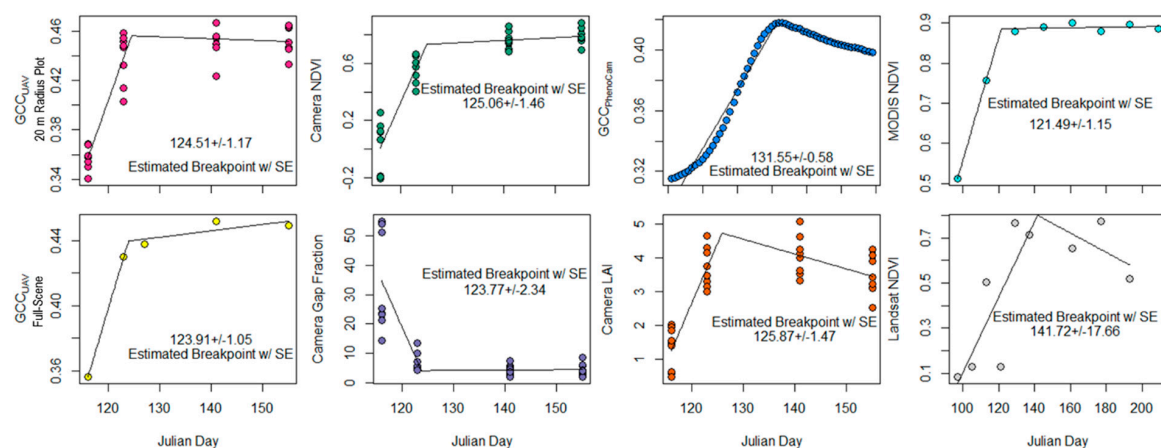 GCC_UAV
20 m Radius Plot
0.34 0.38 0.42 0.46
124.51+/-1.17
Estimated Breakpoint w/ SE
Camera NDVI
-0.2 0.2 0.6
Estimated Breakpoint w/ SE
125.06+/-1.46
GCC_PhenoCam
0.32 0.36 0.40
131.55+/-0.58
Estimated Breakpoint w/ SE
MODIS NDVI
0.5 0.6 0.7 0.8 0.9
Estimated Breakpoint w/ SE
121.49+/-1.15
GCC_UAV
Full-Scene
0.36 0.40 0.44
123.91+/-1.05
Estimated Breakpoint w/ SE
120 130 140 150
Julian Day
Camera Gap Fraction
0 10 20 30 40 50
Estimated Breakpoint w/ SE
123.77+/-2.34
120 130 140 150
Julian Day
Camera LAI
1 2 3 4 5
Estimated Breakpoint w/ SE
125.87+/-1.47
120 130 140 150
Julian Day
Landsat NDVI
0.1 0.3 0.5 0.7
Estimated Breakpoint w/ SE
141.72+/-17.66
100 120 140 160 180 200
Julian Day